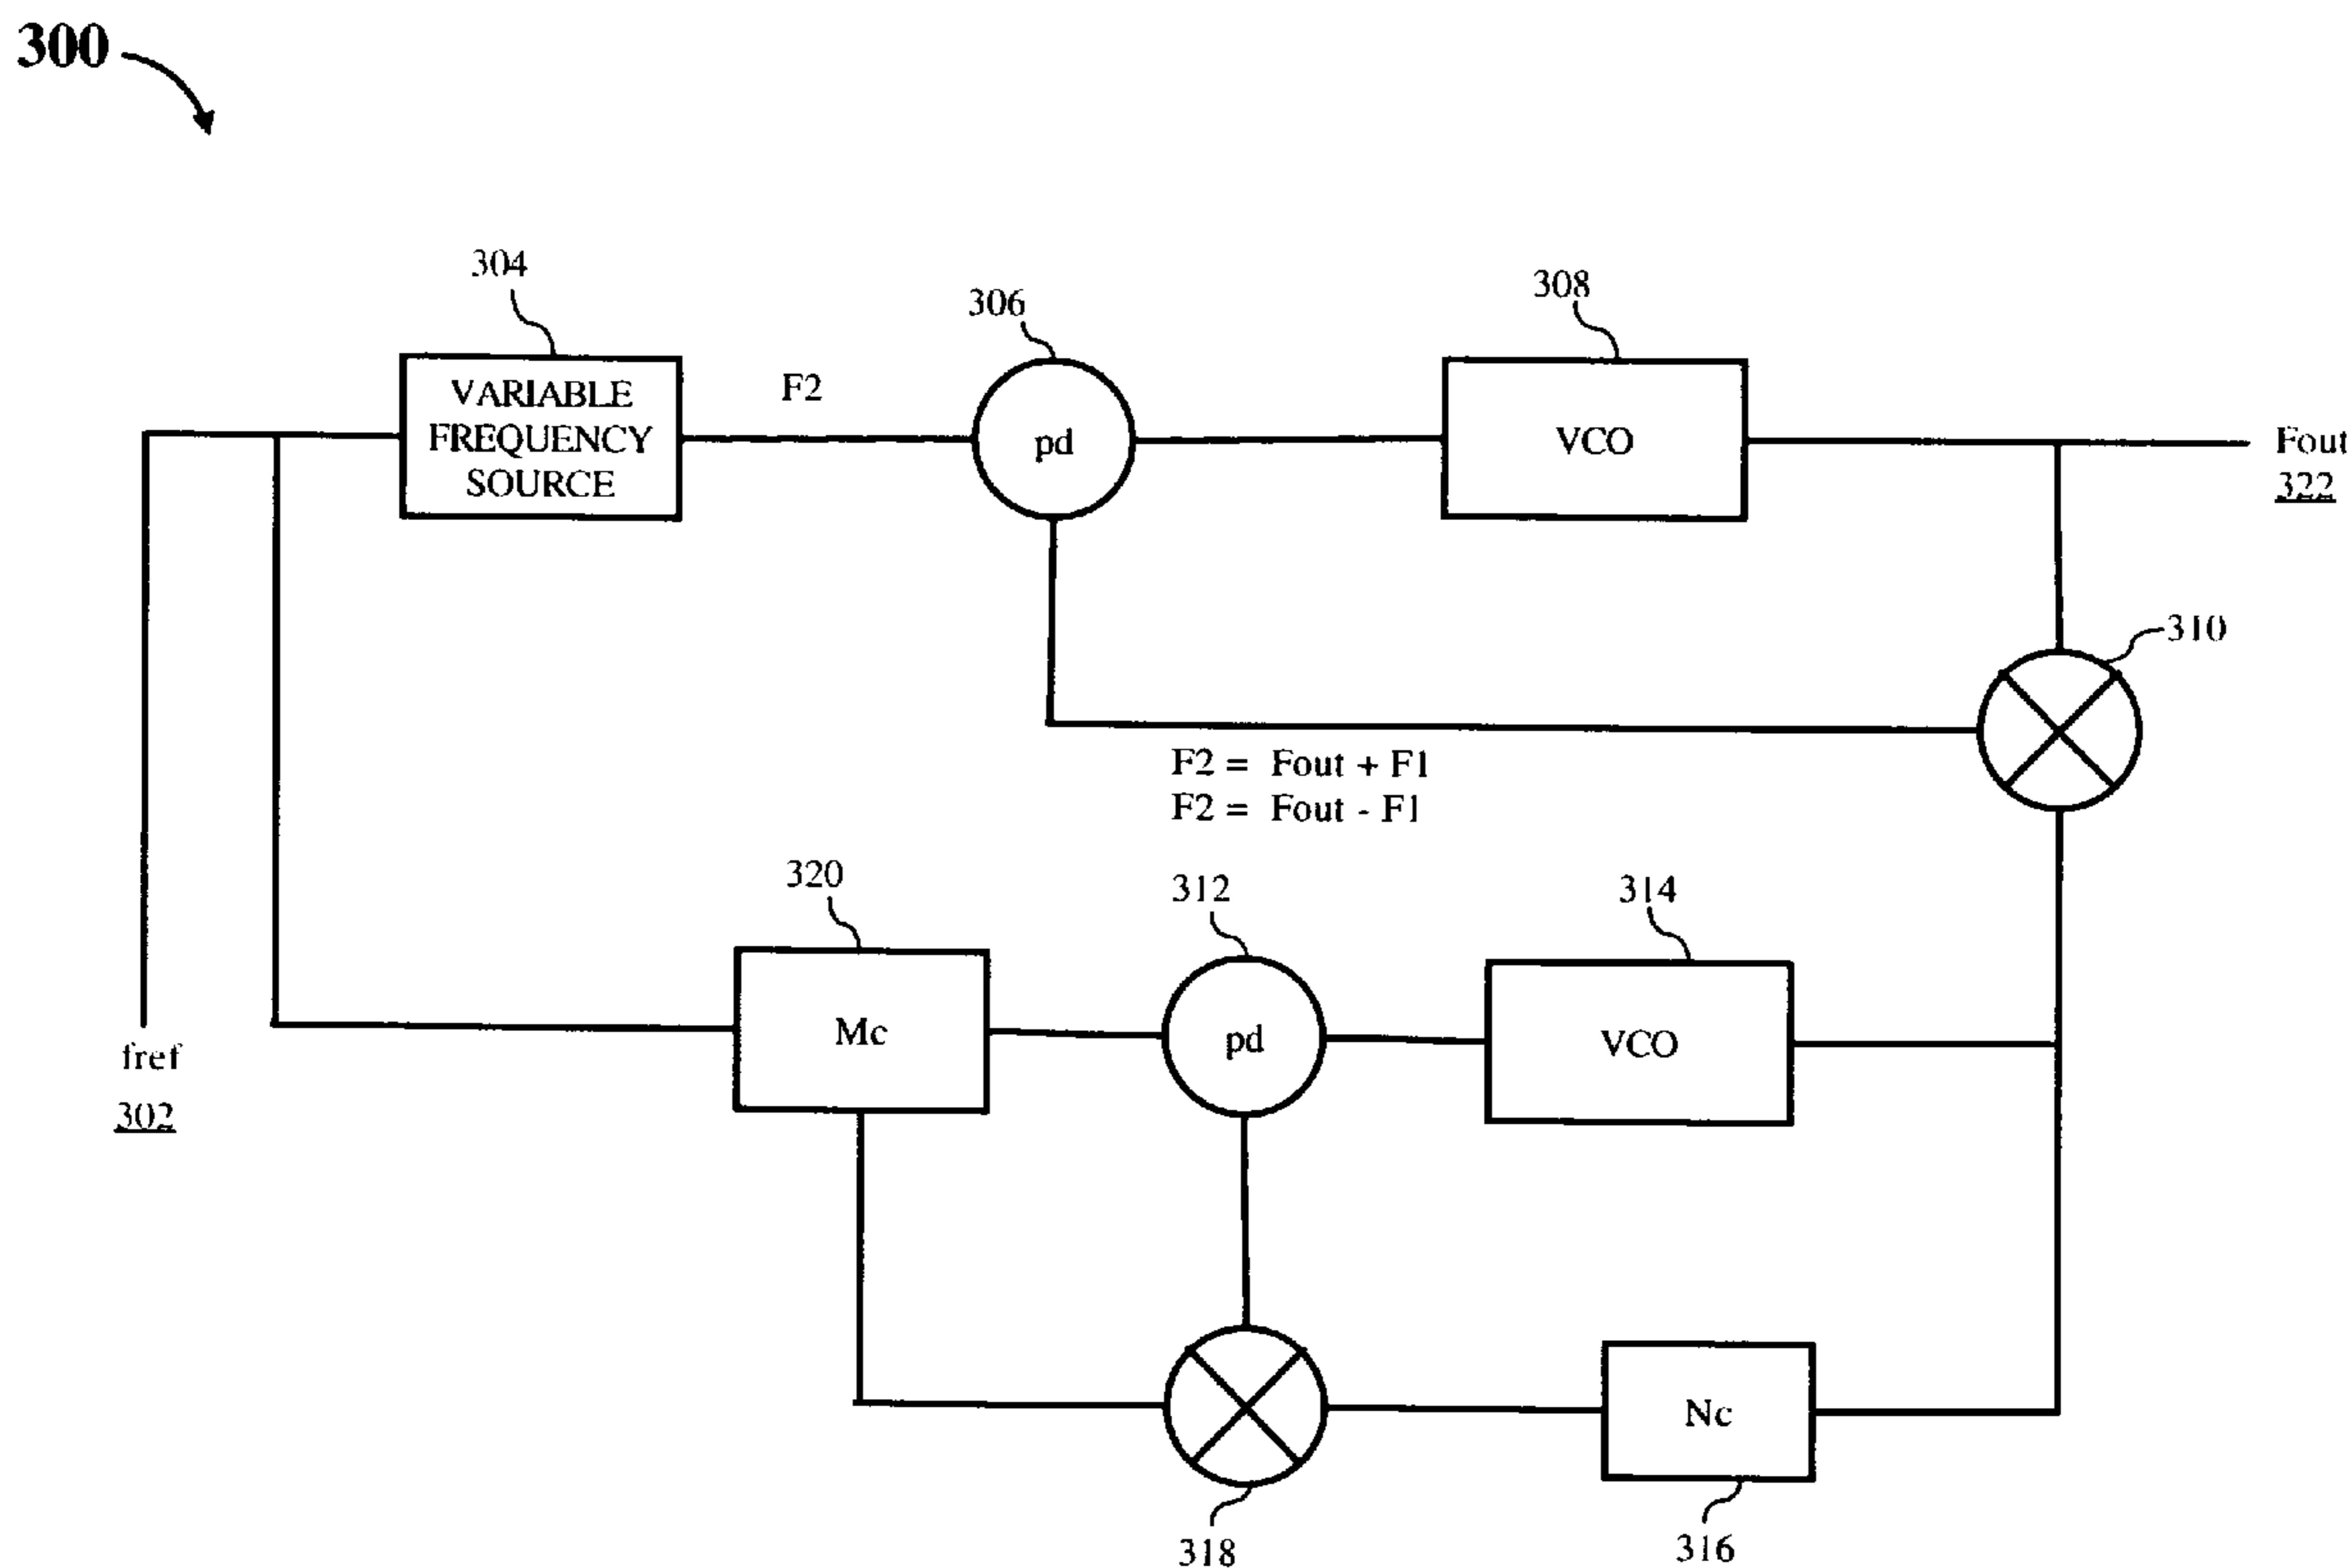 300
304
306
308
VARIABLE
FREQUENCY
SOURCE
F2
pd
VCO
Fout
322
310
F2 = Fout + F1
F2 = Fout - F1
320
312
314
Mc
pd
VCO
fref
302
Nc
318
316